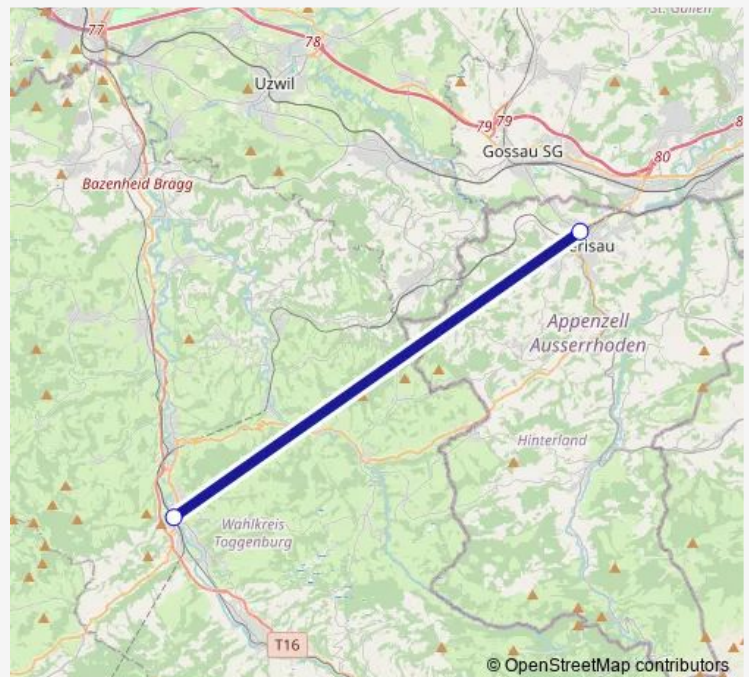 St. Gallen
77
78
Uzwil
79
79
8
Gossau SG
80
Bazenheid Bragg
erisau
Appenzell
Ausserrhoden
Hinterland
Wahlkreis
Toggenburg
T16
© OpenStreetMap contributors